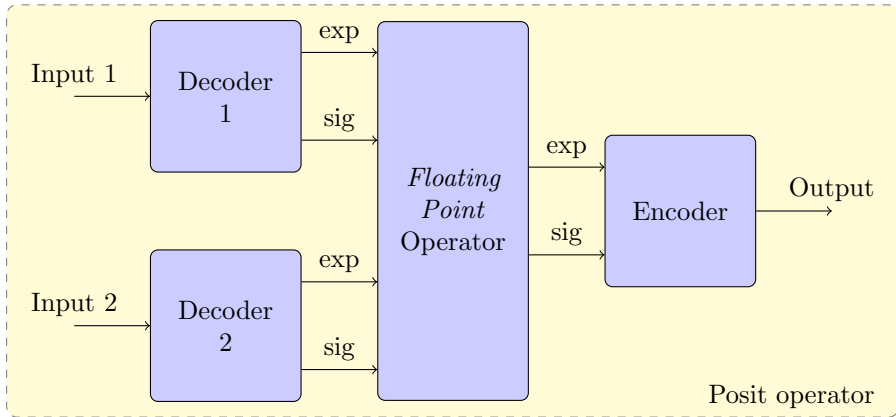 Input 1
Decoder
1
exp
sig
Input 2
Decoder
2
exp
sig
Floating
Point
Operator
exp
sig
Encoder
Output
Posit operator